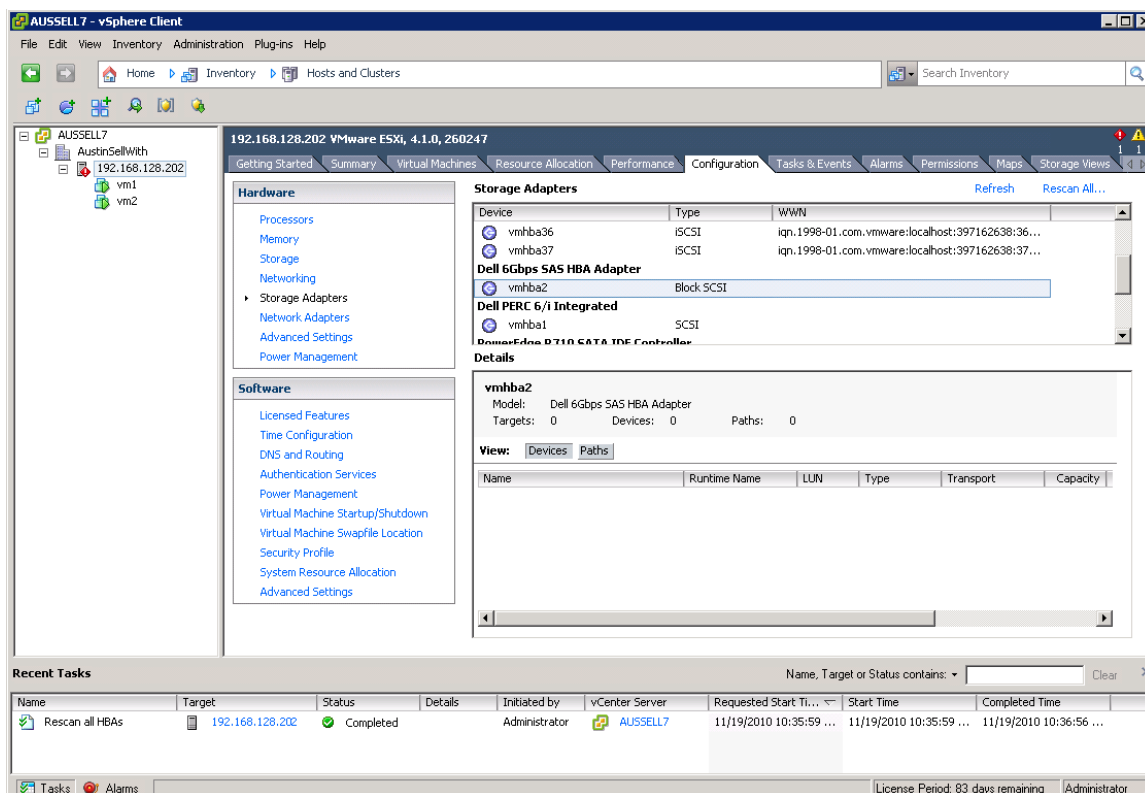 AUSSELL7 - vSphere Client
File Edit View Inventory Administration Plug-ins Help
Home Inventory Hosts and Clusters
Search Inventory
AUSSELL7
AustinSellWith
192.168.128.202
vm1
vm2
192.168.128.202 VMware ESXi, 4.1.0, 260247
1 1
Getting Started Summary Virtual Machines Resource Allocation Performance Configuration Tasks & Events Alarms Permissions Maps Storage Views
Hardware
Processors
Memory
Storage
Networking
Storage Adapters
Network Adapters
Advanced Settings
Power Management
Software
Licensed Features
Time Configuration
DNS and Routing
Authentication Services
Power Management
Virtual Machine Startup/Shutdown
Virtual Machine Swapfile Location
Security Profile
System Resource Allocation
Advanced Settings
Storage Adapters Refresh Rescan All...
Device Type WWN
vmhba36 iSCSI iqn.1998-01.com.vmware:localhost:397162638:36...
vmhba37 iSCSI iqn.1998-01.com.vmware:localhost:397162638:37...
Dell 6Gbps SAS HBA Adapter
vmhba2 Block SCSI
Dell PERC 6/i Integrated
vmhba1 SCSI
PowerEdge R710 SATA IDE Controller
Details
vmhba2
Model: Dell 6Gbps SAS HBA Adapter
Targets: 0 Devices: 0 Paths: 0
View: Devices Paths
Name Runtime Name LUN Type Transport Capacity
Recent Tasks Name, Target or Status contains: Clear
Name Target Status Details Initiated by vCenter Server Requested Start Ti... Start Time Completed Time
Rescan all HBAs 192.168.128.202 Completed Administrator AUSSELL7 11/19/2010 10:35:59 ... 11/19/2010 10:35:59 ... 11/19/2010 10:36:56 ...
Tasks Alarms License Period: 83 days remaining Administrator